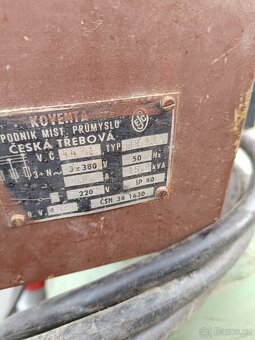 KOVENTA
PODNIK MÍST. PRŮMYSLU
ČESKÁ TŘEBOVÁ
V.Č. TYP
3+N 3x380 V 50 Hz
A kVA
220 V IP 40
R.V. ČSN 34 1630
© Bazos.cz